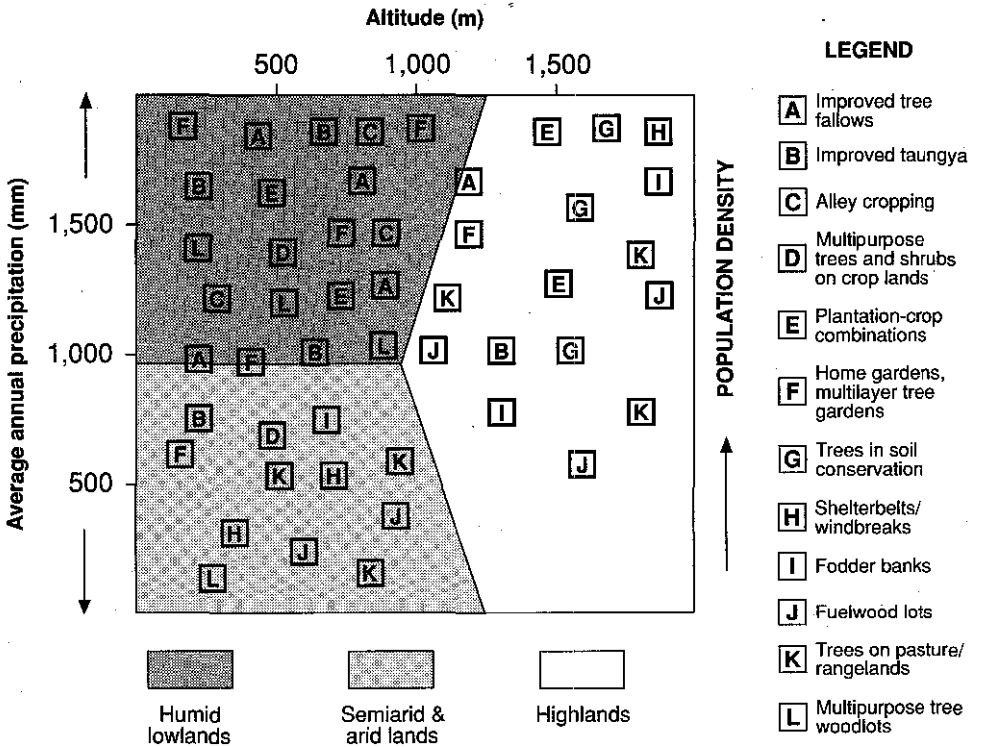 Altitude (m)
500 1,000 1,500
Average annual precipitation (mm)
1,500
1,000
500
F A B C F E G H
B E A A I
G
L D F C F K
C L E A K E J
A F B L J B G
B D I I K
F K H K J
J
H J
L K
POPULATION DENSITY
Humid
lowlands
Semiarid &
arid lands
Highlands
LEGEND
A Improved tree
fallows
B Improved taungya
C Alley cropping
D Multipurpose
trees and shrubs
on crop lands
E Plantation-crop
combinations
F Home gardens,
multilayer tree
gardens
G Trees in soil
conservation
H Shelterbelts/
windbreaks
I Fodder banks
J Fuelwood lots
K Trees on pasture/
rangelands
L Multipurpose tree
woodlots